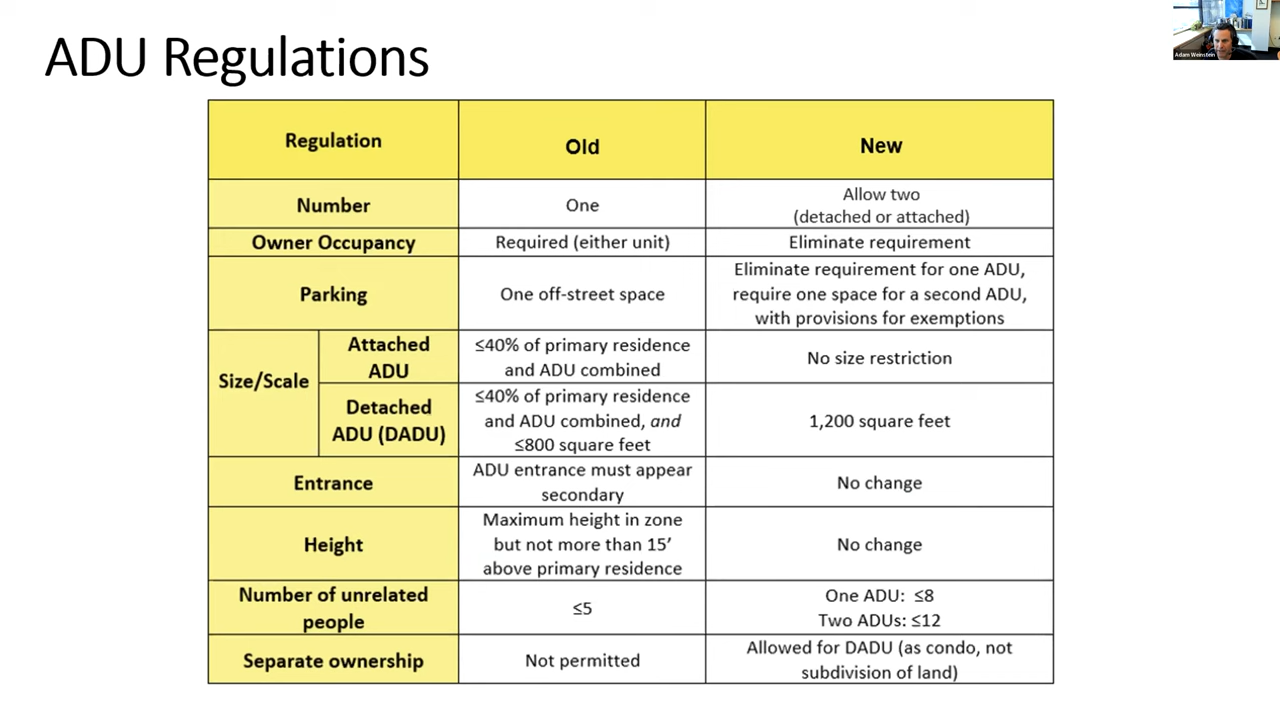 ADU Regulations
Adam Weinstein
Regulation
Old
New
Number
One
Allow two
(detached or attached)
Owner Occupancy
Required (either unit)
Eliminate requirement
Parking
One off-street space
Eliminate requirement for one ADU,
require one space for a second ADU,
with provisions for exemptions
Size/Scale
Attached
ADU
≤40% of primary residence
and ADU combined
No size restriction
Detached
ADU (DADU)
≤40% of primary residence
and ADU combined, and
≤800 square feet
1,200 square feet
Entrance
ADU entrance must appear
secondary
No change
Height
Maximum height in zone
but not more than 15’
above primary residence
No change
Number of unrelated
people
≤5
One ADU: ≤8
Two ADUs: ≤12
Separate ownership
Not permitted
Allowed for DADU (as condo, not
subdivision of land)